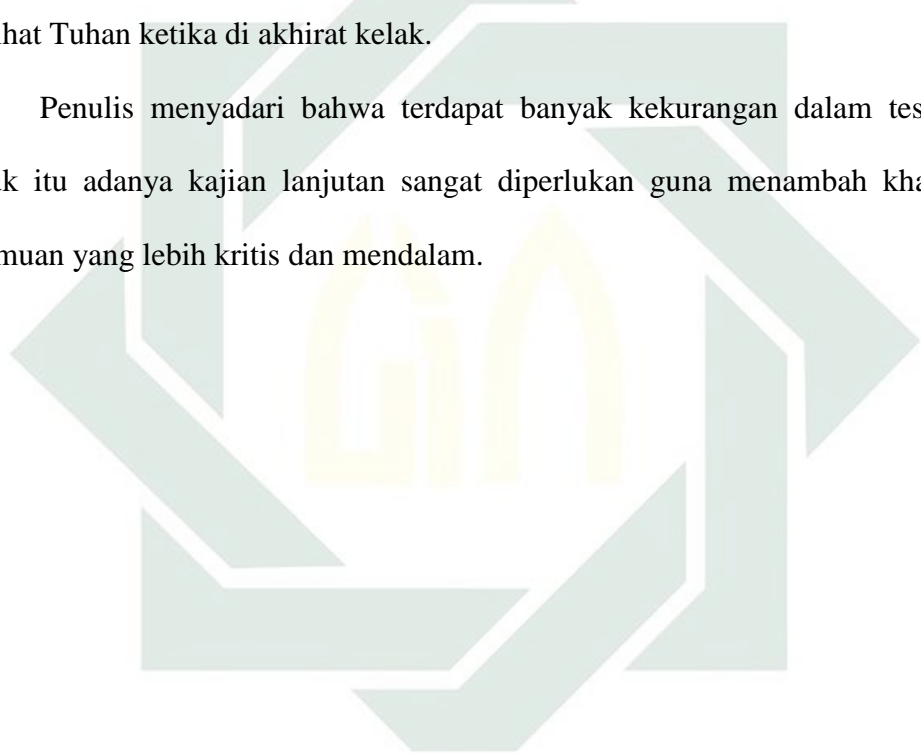 ihat Tuhan ketika di akhirat kelak.
Penulis menyadari bahwa terdapat banyak kekurangan dalam tes
k itu adanya kajian lanjutan sangat diperlukan guna menambah kha
muan yang lebih kritis dan mendalam.